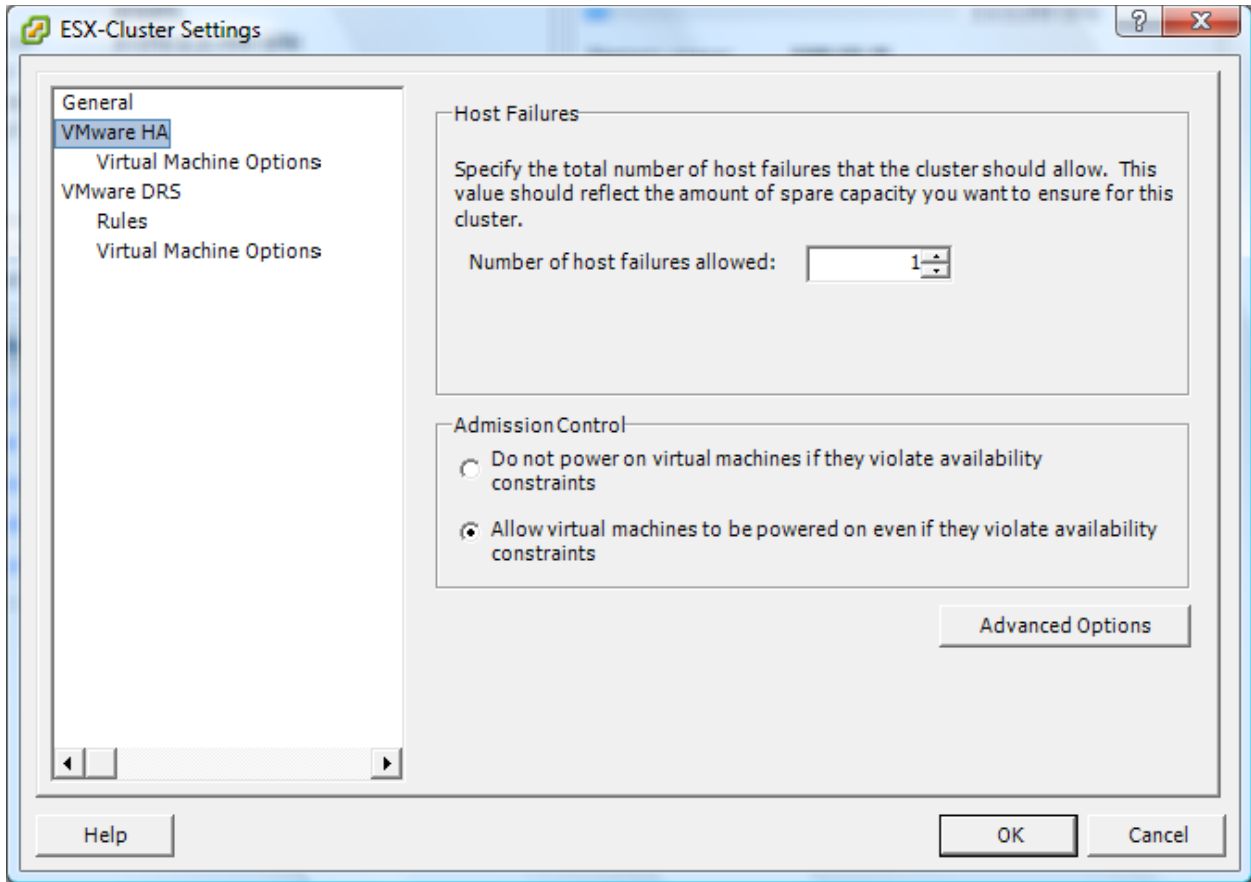 ESX-Cluster Settings
General
VMware HA
Virtual Machine Options
VMware DRS
Rules
Virtual Machine Options
Host Failures
Specify the total number of host failures that the cluster should allow. This
value should reflect the amount of spare capacity you want to ensure for this
cluster.
Number of host failures allowed: 1
Admission Control
Do not power on virtual machines if they violate availability
constraints
Allow virtual machines to be powered on even if they violate availability
constraints
Advanced Options
Help
OK
Cancel